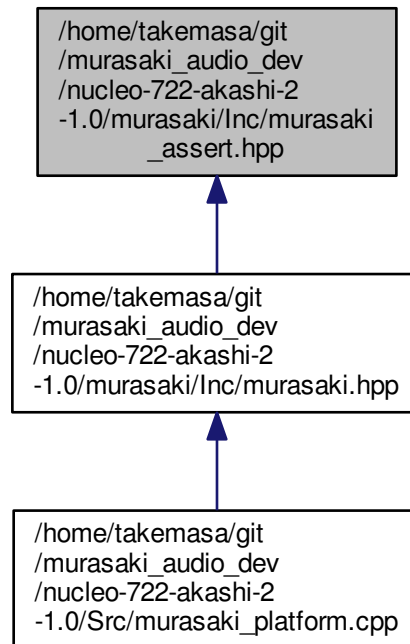 /home/takemasa/git
/murasaki_audio_dev
/nucleo-722-akashi-2
-1.0/murasaki/Inc/murasaki
_assert.hpp
/home/takemasa/git
/murasaki_audio_dev
/nucleo-722-akashi-2
-1.0/murasaki/Inc/murasaki.hpp
/home/takemasa/git
/murasaki_audio_dev
/nucleo-722-akashi-2
-1.0/Src/murasaki_platform.cpp